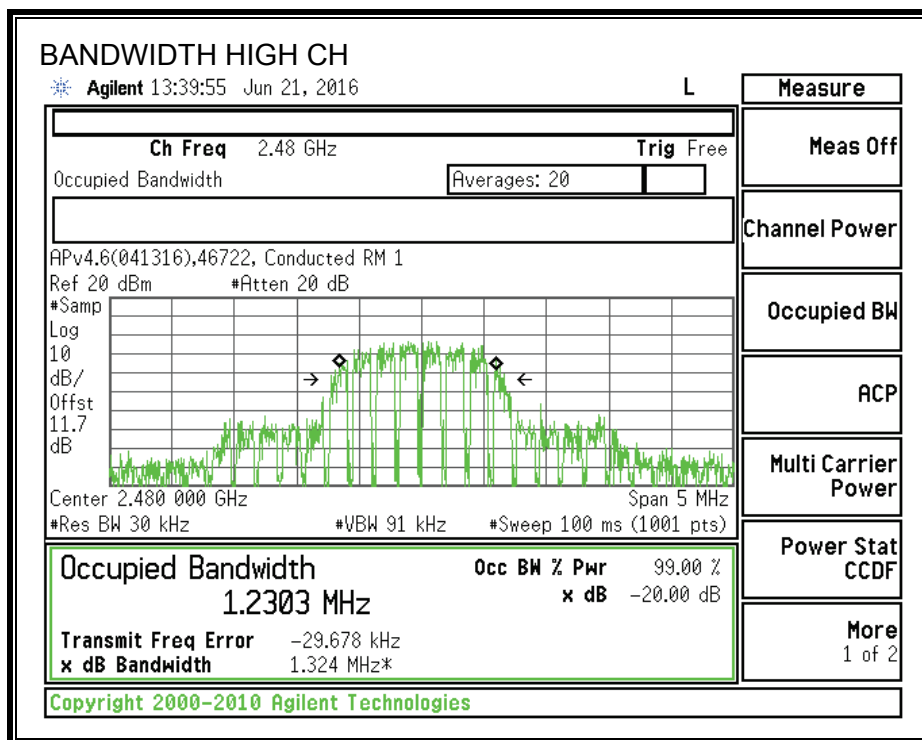 BANDWIDTH HIGH CH
Agilent 13:39:55 Jun 21, 2016 L
Measure
Ch Freq 2.48 GHz Trig Free
Meas Off
Occupied Bandwidth Averages: 20
Channel Power
APv4.6(041316),46722, Conducted RM 1
Ref 20 dBm #Atten 20 dB
#Samp
Log
10
dB/
Offst
11.7
dB
Occupied BW
ACP
Multi Carrier
Power
Center 2.480 000 GHz Span 5 MHz
#Res BW 30 kHz #VBW 91 kHz #Sweep 100 ms (1001 pts)
Power Stat
CCDF
Occupied Bandwidth Occ BW % Pwr 99.00 %
1.2303 MHz x dB -20.00 dB
Transmit Freq Error -29.678 kHz
x dB Bandwidth 1.324 MHz*
More
1 of 2
Copyright 2000-2010 Agilent Technologies